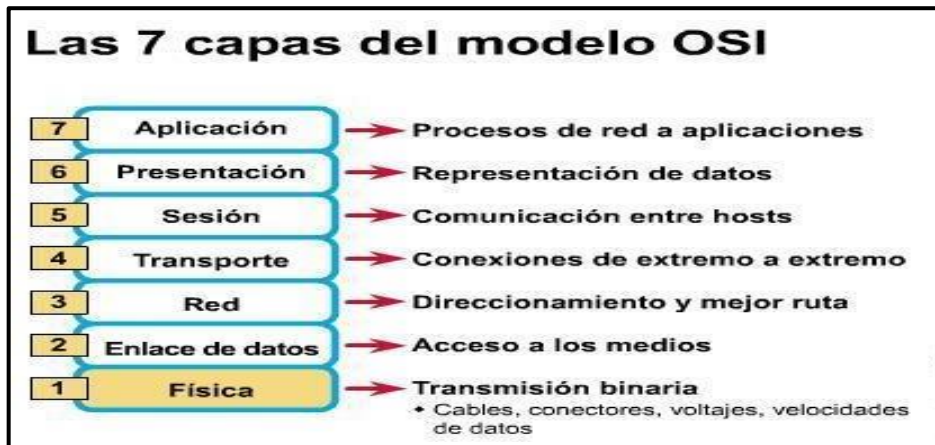 Las 7 capas del modelo OSI
7 Aplicación Procesos de red a aplicaciones
6 Presentación Representación de datos
5 Sesión Comunicación entre hosts
4 Transporte Conexiones de extremo a extremo
3 Red Direccionamiento y mejor ruta
2 Enlace de datos Acceso a los medios
1 Física Transmisión binaria
• Cables, conectores, voltajes, velocidades
de datos